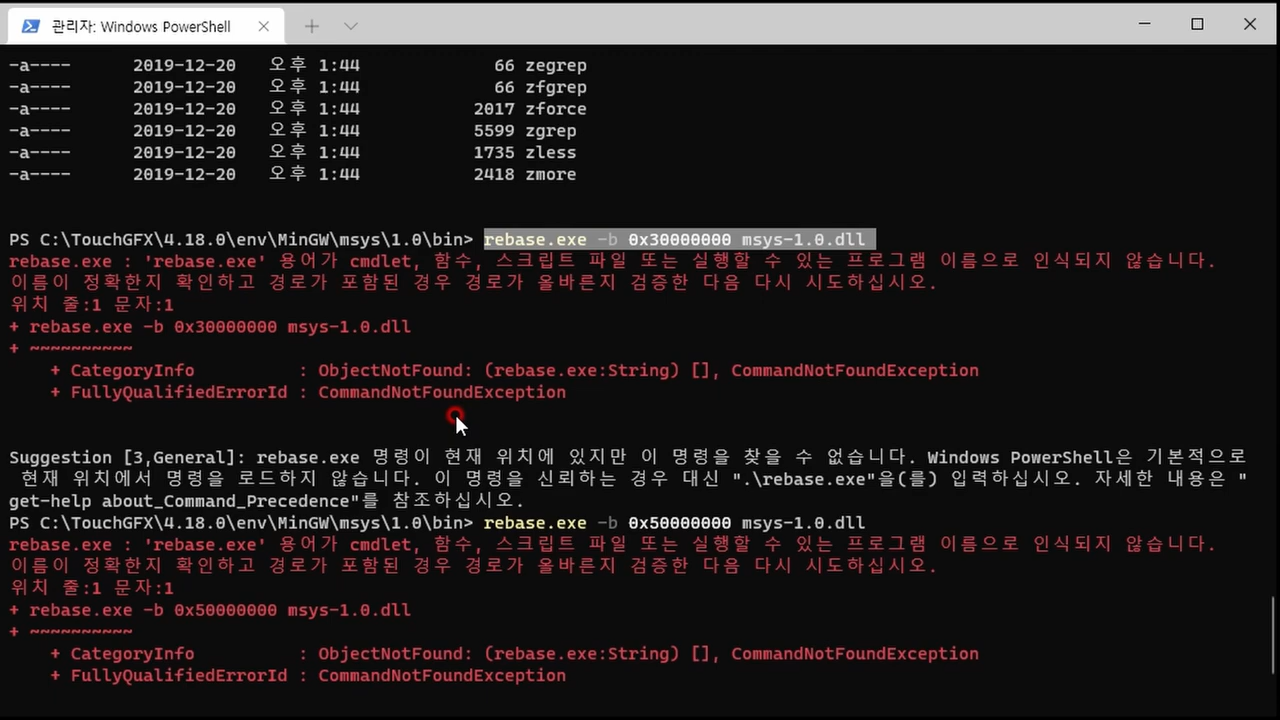 관리자: Windows PowerShell
-a---- 2019-12-20 오후 1:44 66 zegrep
-a---- 2019-12-20 오후 1:44 66 zfgrep
-a---- 2019-12-20 오후 1:44 2017 zforce
-a---- 2019-12-20 오후 1:44 5599 zgrep
-a---- 2019-12-20 오후 1:44 1735 zless
-a---- 2019-12-20 오후 1:44 2418 zmore
PS C:\TouchGFX\4.18.0\env\MinGW\msys\1.0\bin> rebase.exe -b 0x30000000 msys-1.0.dll
rebase.exe : 'rebase.exe' 용어가 cmdlet, 함수, 스크립트 파일 또는 실행할 수 있는 프로그램 이름으로 인식되지 않습니다.
이름이 정확한지 확인하고 경로가 포함된 경우 경로가 올바른지 검증한 다음 다시 시도하십시오.
위치 줄:1 문자:1
+ rebase.exe -b 0x30000000 msys-1.0.dll
+ ~~~~~~~~~~
+ CategoryInfo : ObjectNotFound: (rebase.exe:String) [], CommandNotFoundException
+ FullyQualifiedErrorId : CommandNotFoundException
Suggestion [3,General]: rebase.exe 명령이 현재 위치에 있지만 이 명령을 찾을 수 없습니다. Windows PowerShell은 기본적으로
현재 위치에서 명령을 로드하지 않습니다. 이 명령을 신뢰하는 경우 대신 ".\rebase.exe"을(를) 입력하십시오. 자세한 내용은 "
get-help about_Command_Precedence"를 참조하십시오.
PS C:\TouchGFX\4.18.0\env\MinGW\msys\1.0\bin> rebase.exe -b 0x50000000 msys-1.0.dll
rebase.exe : 'rebase.exe' 용어가 cmdlet, 함수, 스크립트 파일 또는 실행할 수 있는 프로그램 이름으로 인식되지 않습니다.
이름이 정확한지 확인하고 경로가 포함된 경우 경로가 올바른지 검증한 다음 다시 시도하십시오.
위치 줄:1 문자:1
+ rebase.exe -b 0x50000000 msys-1.0.dll
+ ~~~~~~~~~~
+ CategoryInfo : ObjectNotFound: (rebase.exe:String) [], CommandNotFoundException
+ FullyQualifiedErrorId : CommandNotFoundException